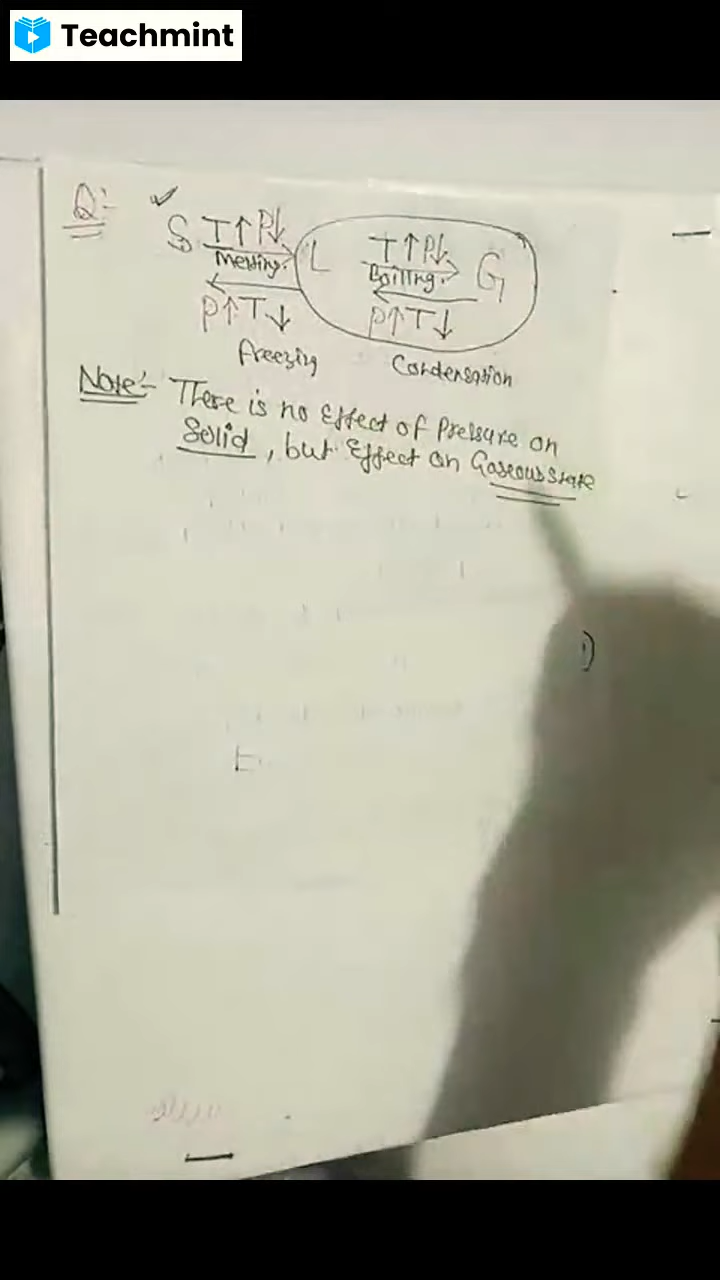 Teachmint
Q:-
S T↑P↓ L T↑P↓ G
Melting. Boiling.
P↑T↓ P↑T↓
freezing Condensation
Note:- There is no Effect of Pressure on
Solid, but Effect on Gaseous state